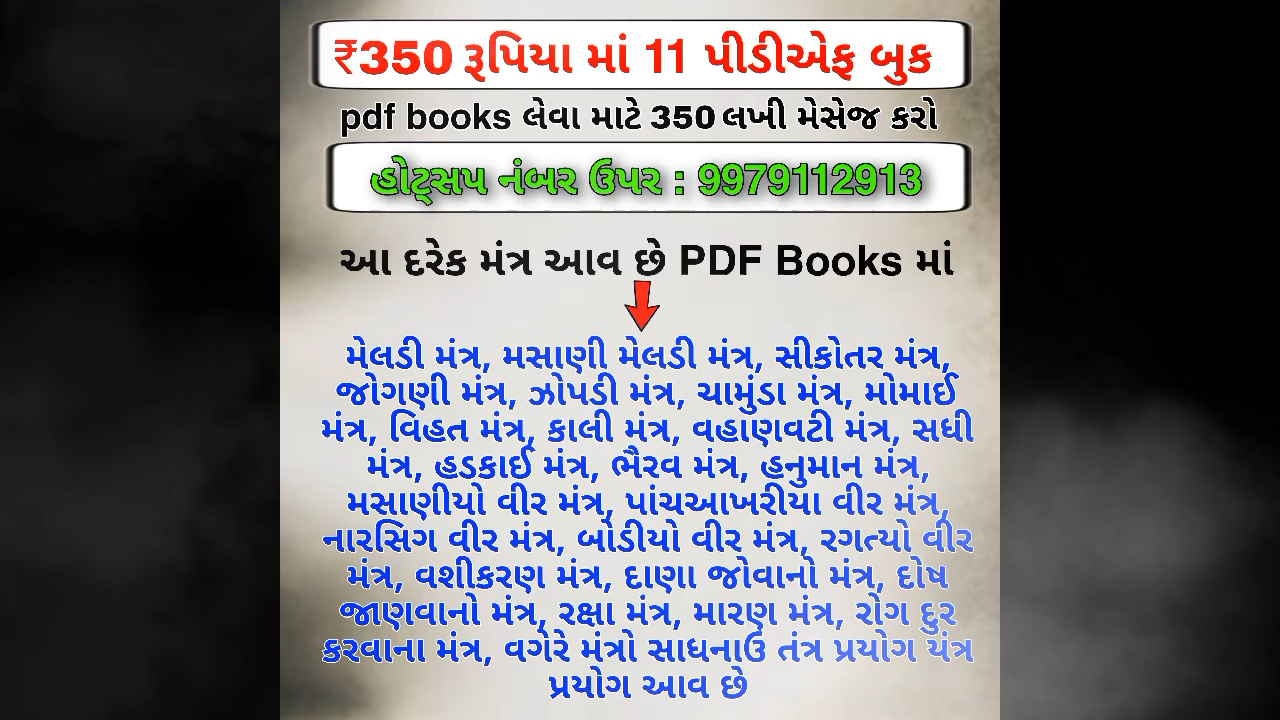 ₹350 રૂપિયા માં 11 પીડીએફ બુક
pdf books લેવા માટે 350 લખી મેસેજ કરો
હોટ્સપ નંબર ઉપર : 9979112913
આ દરેક મંત્ર આવ છે PDF Books માં
મેલડી મંત્ર, મસાણી મેલડી મંત્ર, સીકોતર મંત્ર,
જોગણી મંત્ર, ઝોપડી મંત્ર, ચામુંડા મંત્ર, મોમાઈ
મંત્ર, વિહત મંત્ર, કાલી મંત્ર, વહાણવટી મંત્ર, સધી
મંત્ર, હડકાઈ મંત્ર, ભૈરવ મંત્ર, હનુમાન મંત્ર,
મસાણીયો વીર મંત્ર, પાંચઆખરીયા વીર મંત્ર,
નારસિગ વીર મંત્ર, બોડીયો વીર મંત્ર, રગત્યો વીર
મંત્ર, વશીકરણ મંત્ર, દાણા જોવાનો મંત્ર, દોષ
જાણવાનો મંત્ર, રક્ષા મંત્ર, મારણ મંત્ર, રોગ દુર
કરવાના મંત્ર, વગેરે મંત્રો સાધનાઉ તંત્ર પ્રયોગ યંત્ર
પ્રયોગ આવ છે